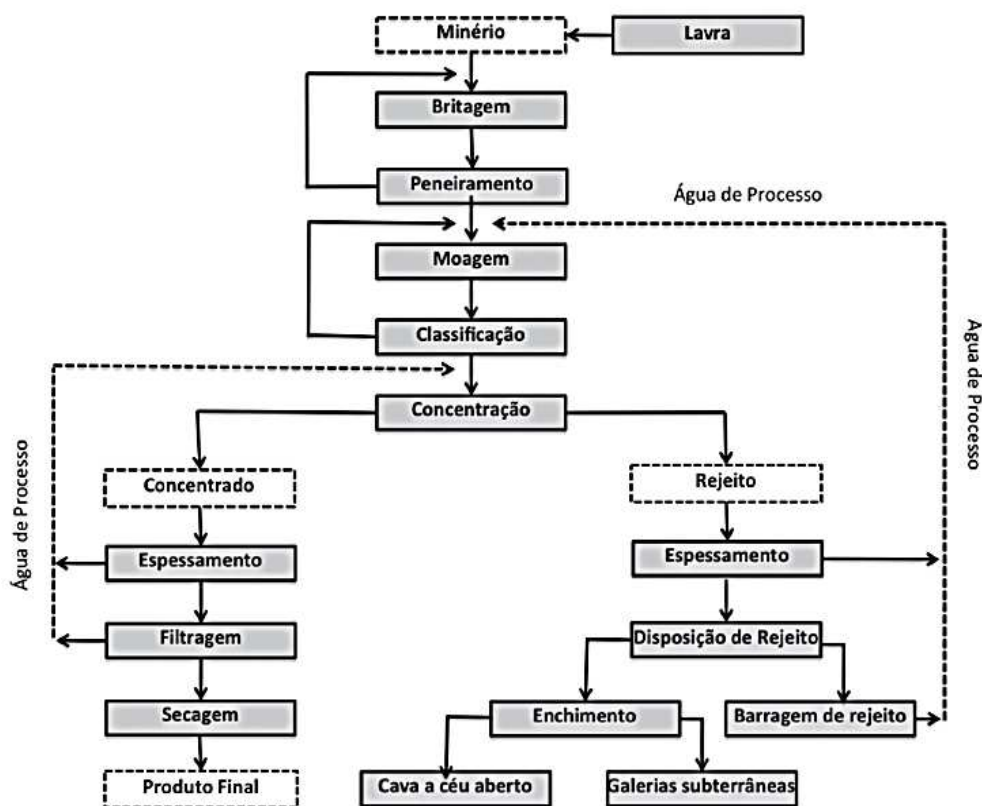 Minério
Lavra
Britagem
Peneiramento
Água de Processo
Moagem
Classificação
Água de Processo
Concentração
Água de Processo
Concentrado
Rejeito
Espessamento
Espessamento
Filtragem
Disposição de Rejeito
Secagem
Enchimento
Barragem de rejeito
Produto Final
Cava a céu aberto
Galerias subterrâneas